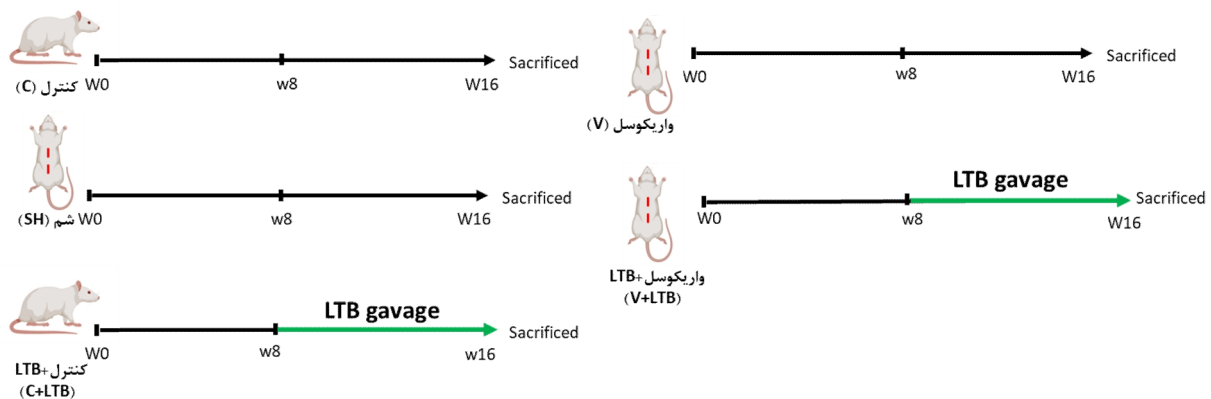 Sacrificed
W0 w8 W16
کنترل (C)
Sacrificed
W0 w8 W16
شم (SH)
LTB gavage
Sacrificed
W0 w8 w16
کنترل+LTB
(C+LTB)
Sacrificed
W0 w8 W16
واریکوسل (V)
LTB gavage
Sacrificed
W0 w8 W16
واریکوسل+LTB
(V+LTB)